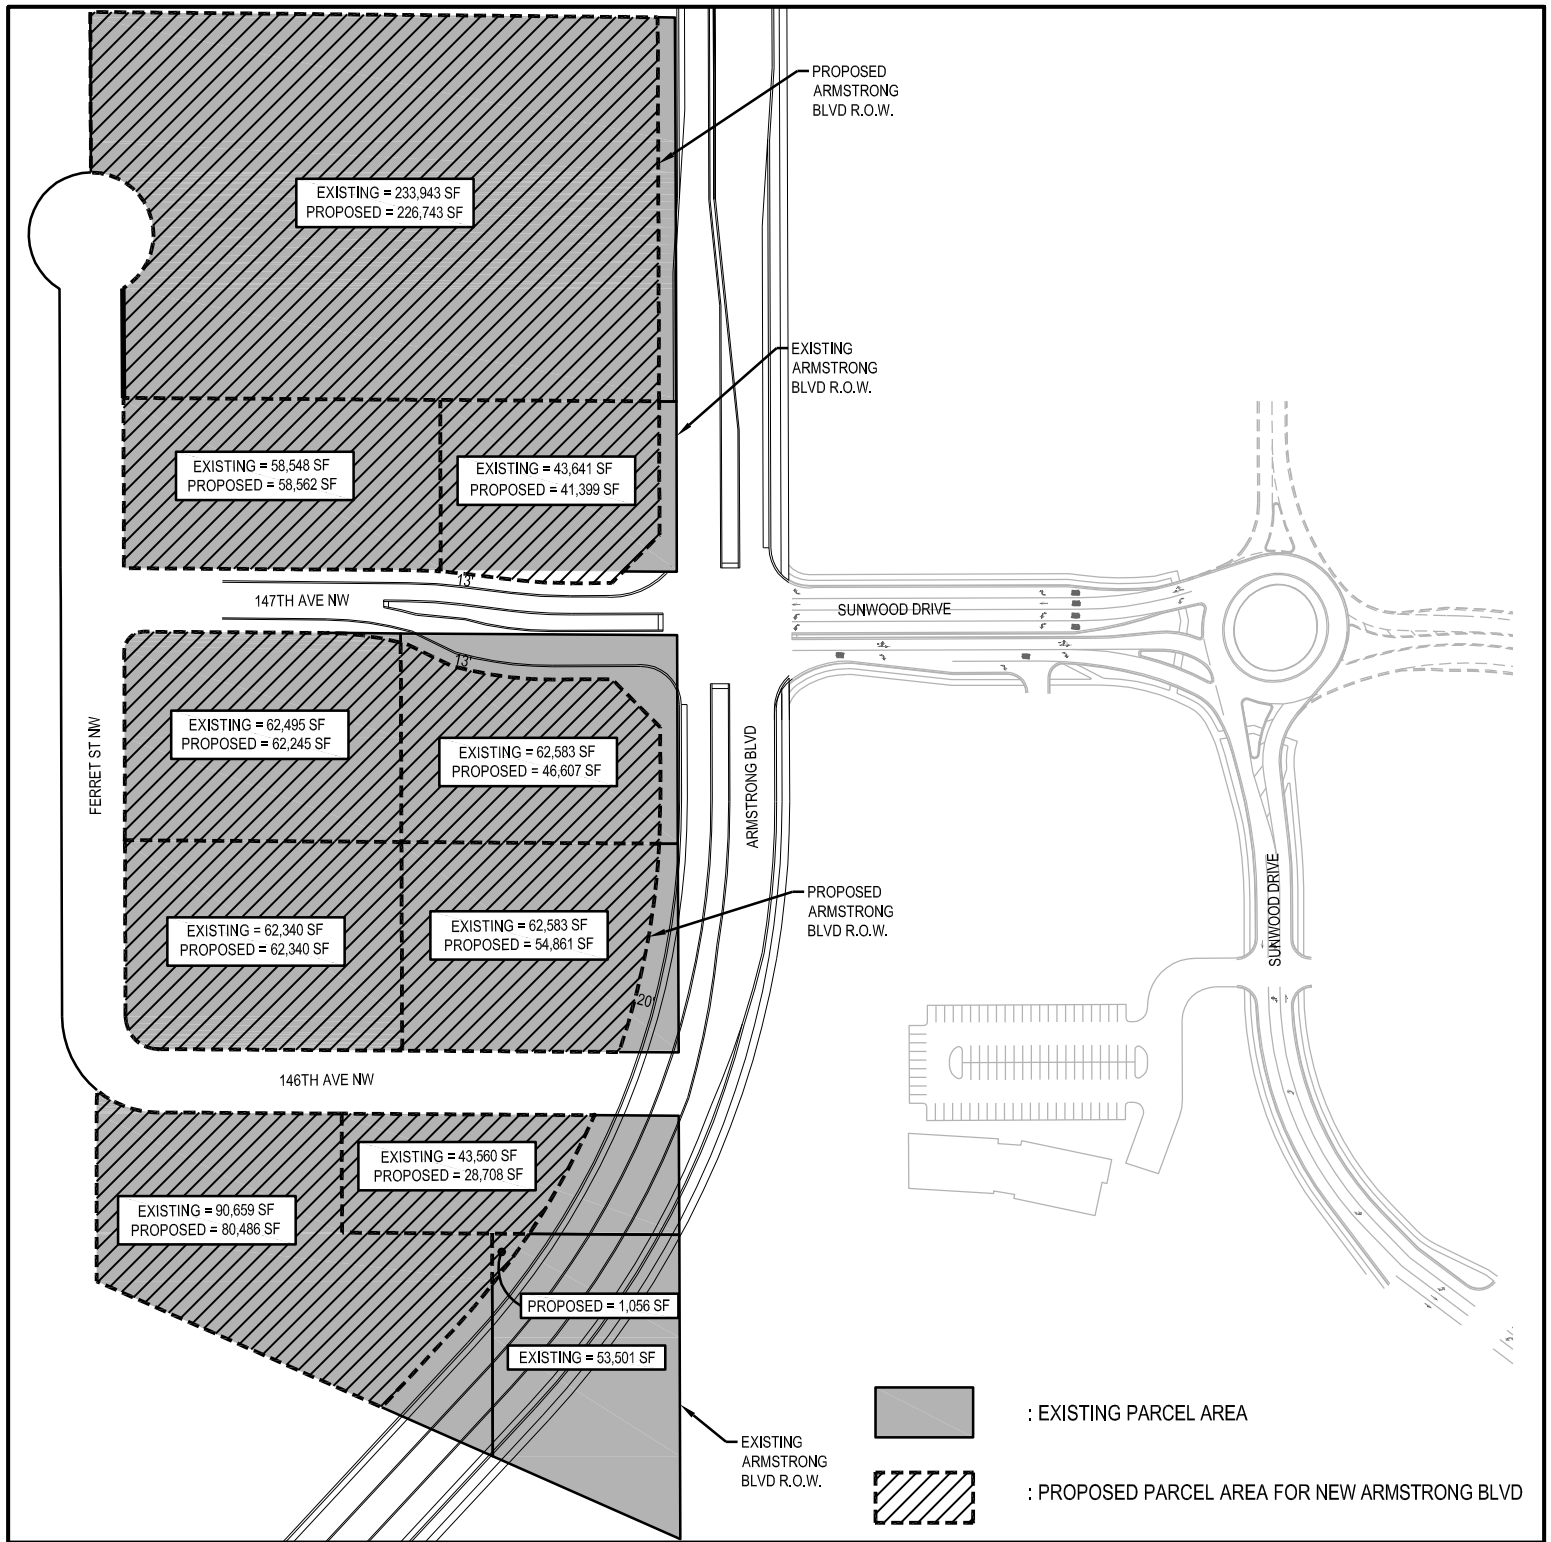 PROPOSED
ARMSTRONG
BLVD R.O.W.
EXISTING = 233,943 SF
PROPOSED = 226,743 SF
EXISTING
ARMSTRONG
BLVD R.O.W.
EXISTING = 58,548 SF
PROPOSED = 58,562 SF
EXISTING = 43,641 SF
PROPOSED = 41,399 SF
13'
147TH AVE NW
SUNWOOD DRIVE
13'
EXISTING = 62,495 SF
PROPOSED = 62,245 SF
EXISTING = 62,583 SF
PROPOSED = 46,607 SF
FERRET ST NW
ARMSTRONG BLVD
PROPOSED
ARMSTRONG
BLVD R.O.W.
EXISTING = 62,340 SF
PROPOSED = 62,340 SF
EXISTING = 62,583 SF
PROPOSED = 54,861 SF
SUNWOOD DRIVE
20'
146TH AVE NW
EXISTING = 43,560 SF
PROPOSED = 28,708 SF
EXISTING = 90,659 SF
PROPOSED = 80,486 SF
PROPOSED = 1,056 SF
EXISTING = 53,501 SF
EXISTING
ARMSTRONG
BLVD R.O.W.
: EXISTING PARCEL AREA
: PROPOSED PARCEL AREA FOR NEW ARMSTRONG BLVD